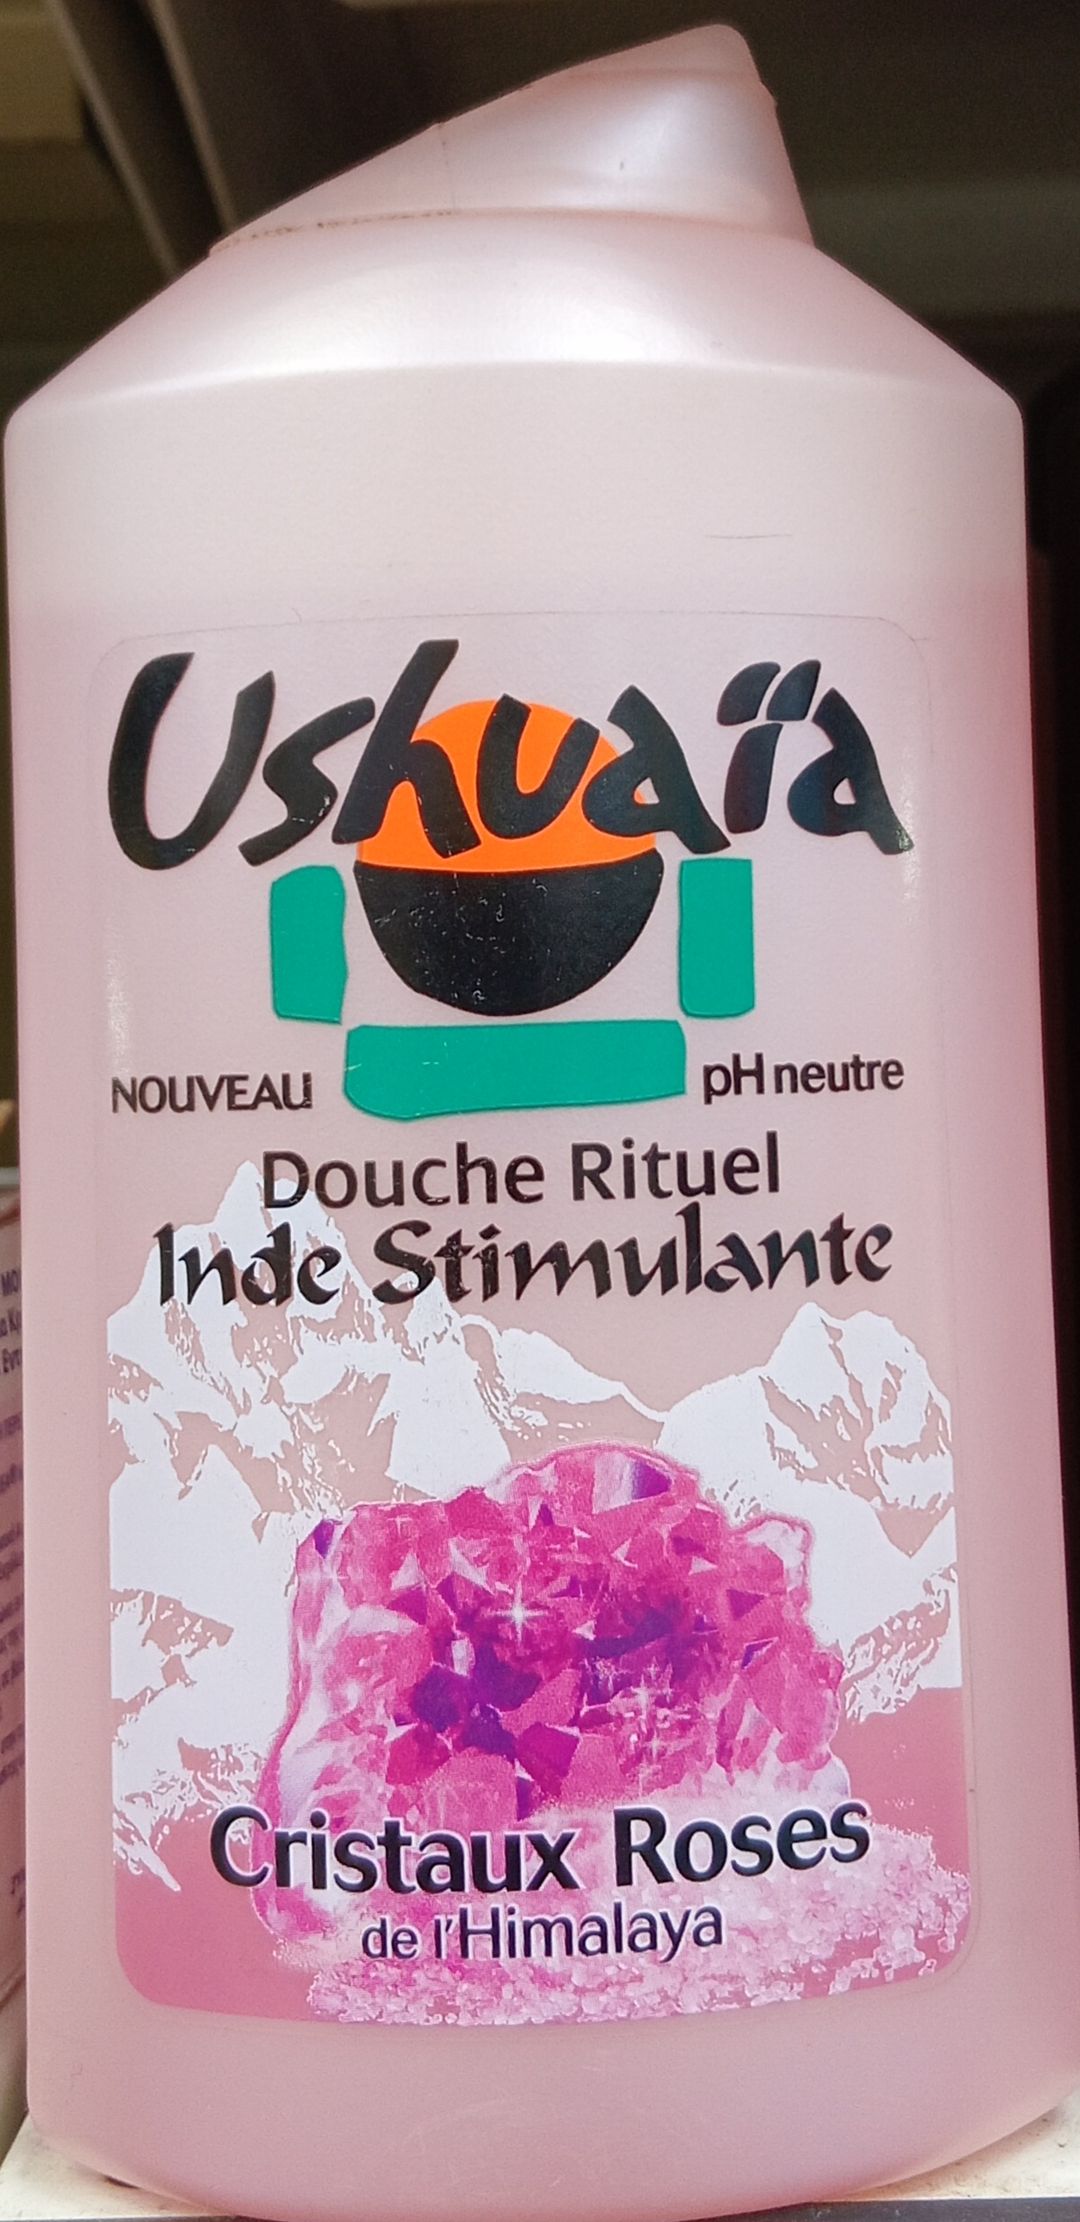 Ushuaïa
NOUVEAU
pH neutre
Douche Rituel
Inde Stimulante
Cristaux Roses
de l'Himalaya